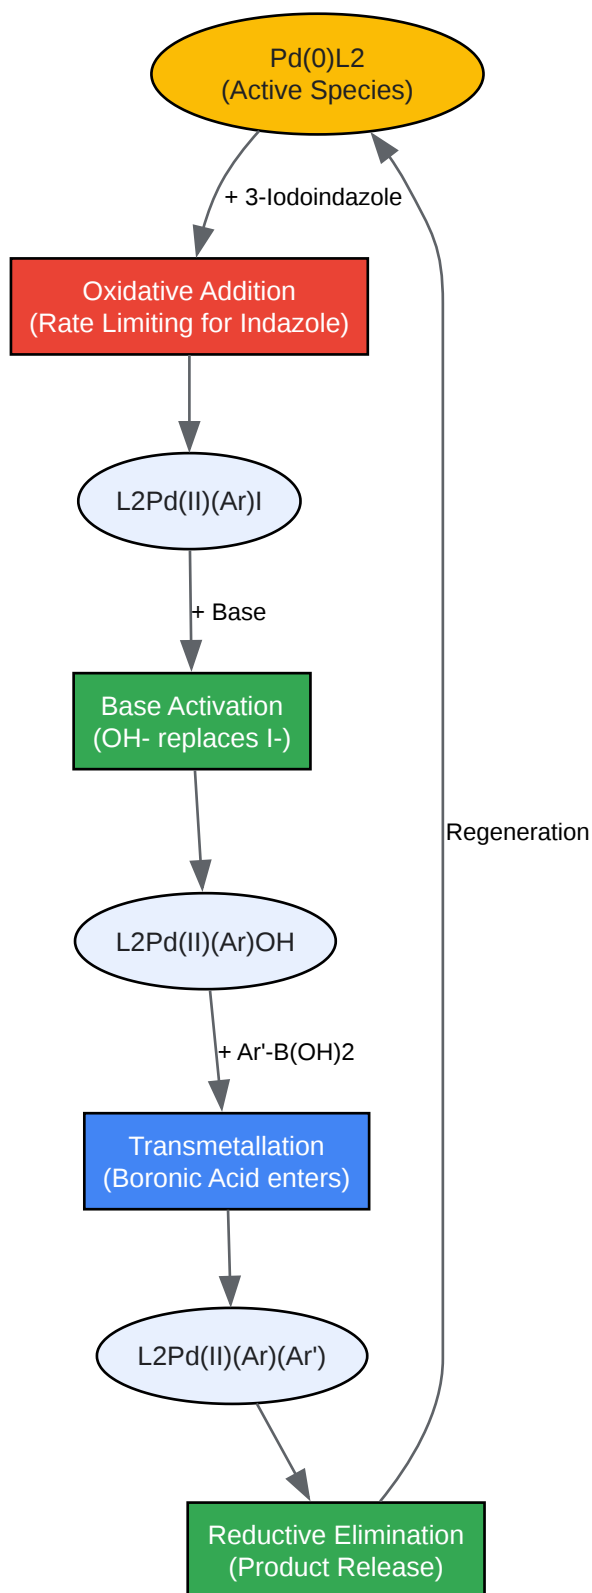 Pd(0)L2
(Active Species)
+ 3-Iodoindazole
Oxidative Addition
(Rate Limiting for Indazole)
L2Pd(II)(Ar)I
+ Base
Base Activation
(OH- replaces I-)
Regeneration
L2Pd(II)(Ar)OH
+ Ar'-B(OH)2
Transmetallation
(Boronic Acid enters)
L2Pd(II)(Ar)(Ar')
Reductive Elimination
(Product Release)